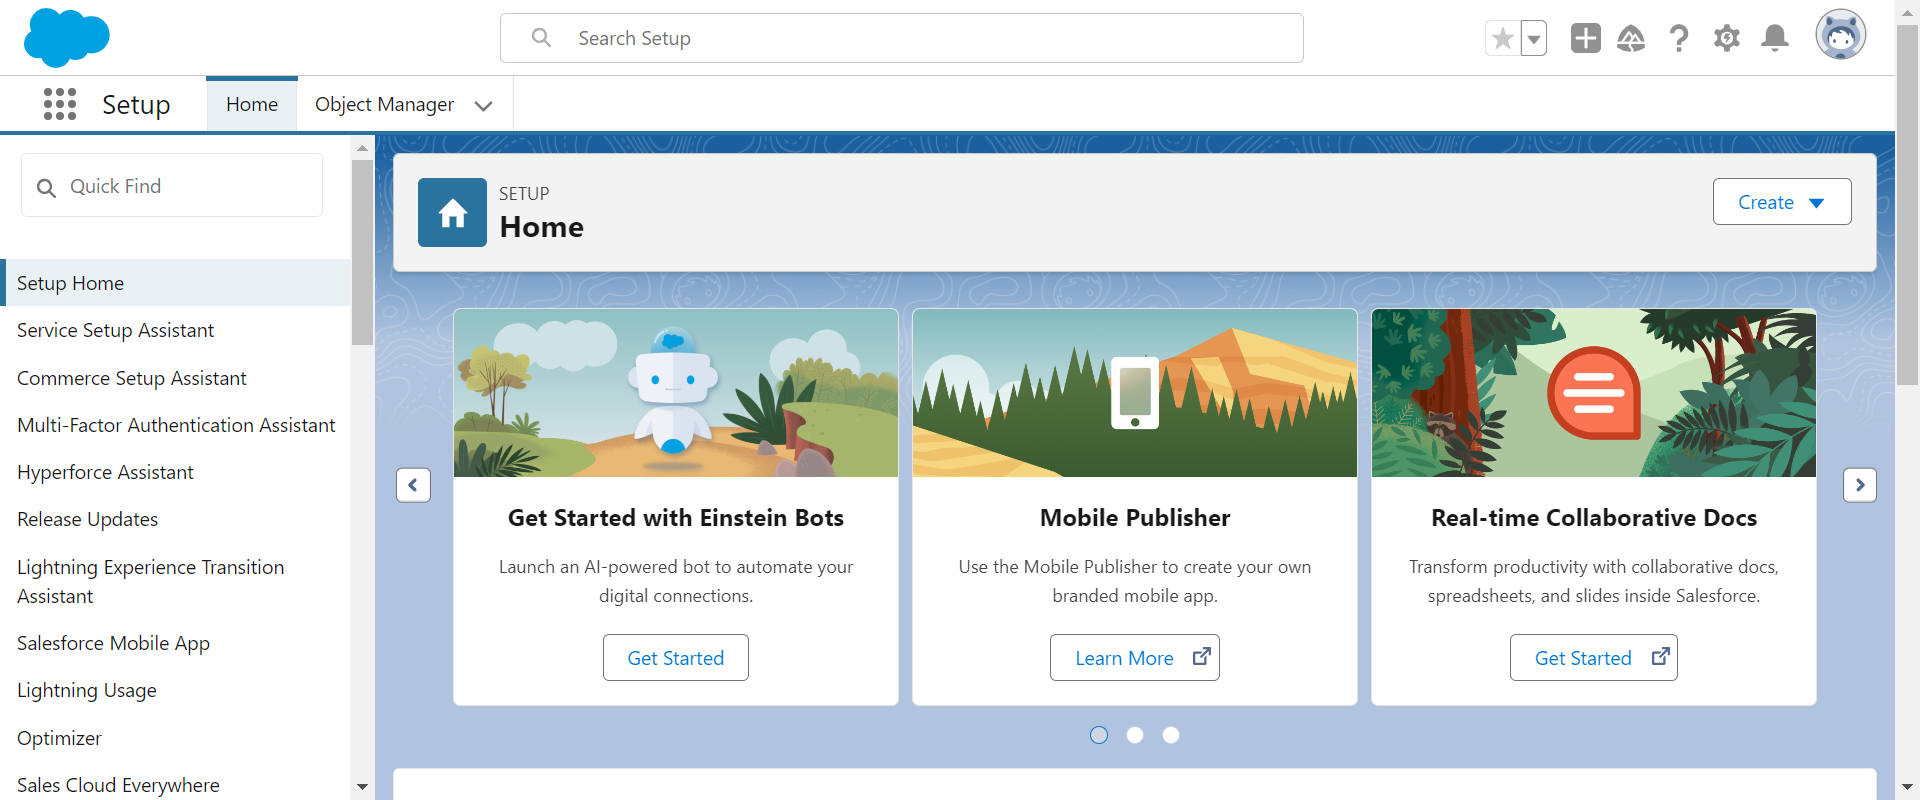 Search Setup
Setup
Home
Object Manager
Quick Find
Setup Home
Service Setup Assistant
Commerce Setup Assistant
Multi-Factor Authentication Assistant
Hyperforce Assistant
Release Updates
Lightning Experience Transition
Assistant
Salesforce Mobile App
Lightning Usage
Optimizer
Sales Cloud Everywhere
SETUP
Home
Create
Get Started with Einstein Bots
Launch an AI-powered bot to automate your
digital connections.
Get Started
Mobile Publisher
Use the Mobile Publisher to create your own
branded mobile app.
Learn More
Real-time Collaborative Docs
Transform productivity with collaborative docs,
spreadsheets, and slides inside Salesforce.
Get Started